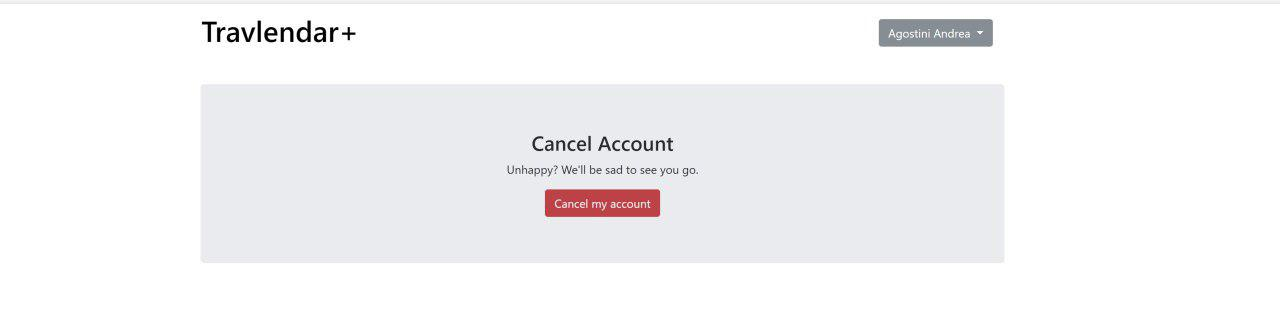 Travlendar+
Agostini Andrea
Cancel Account
Unhappy? We'll be sad to see you go.
Cancel my account